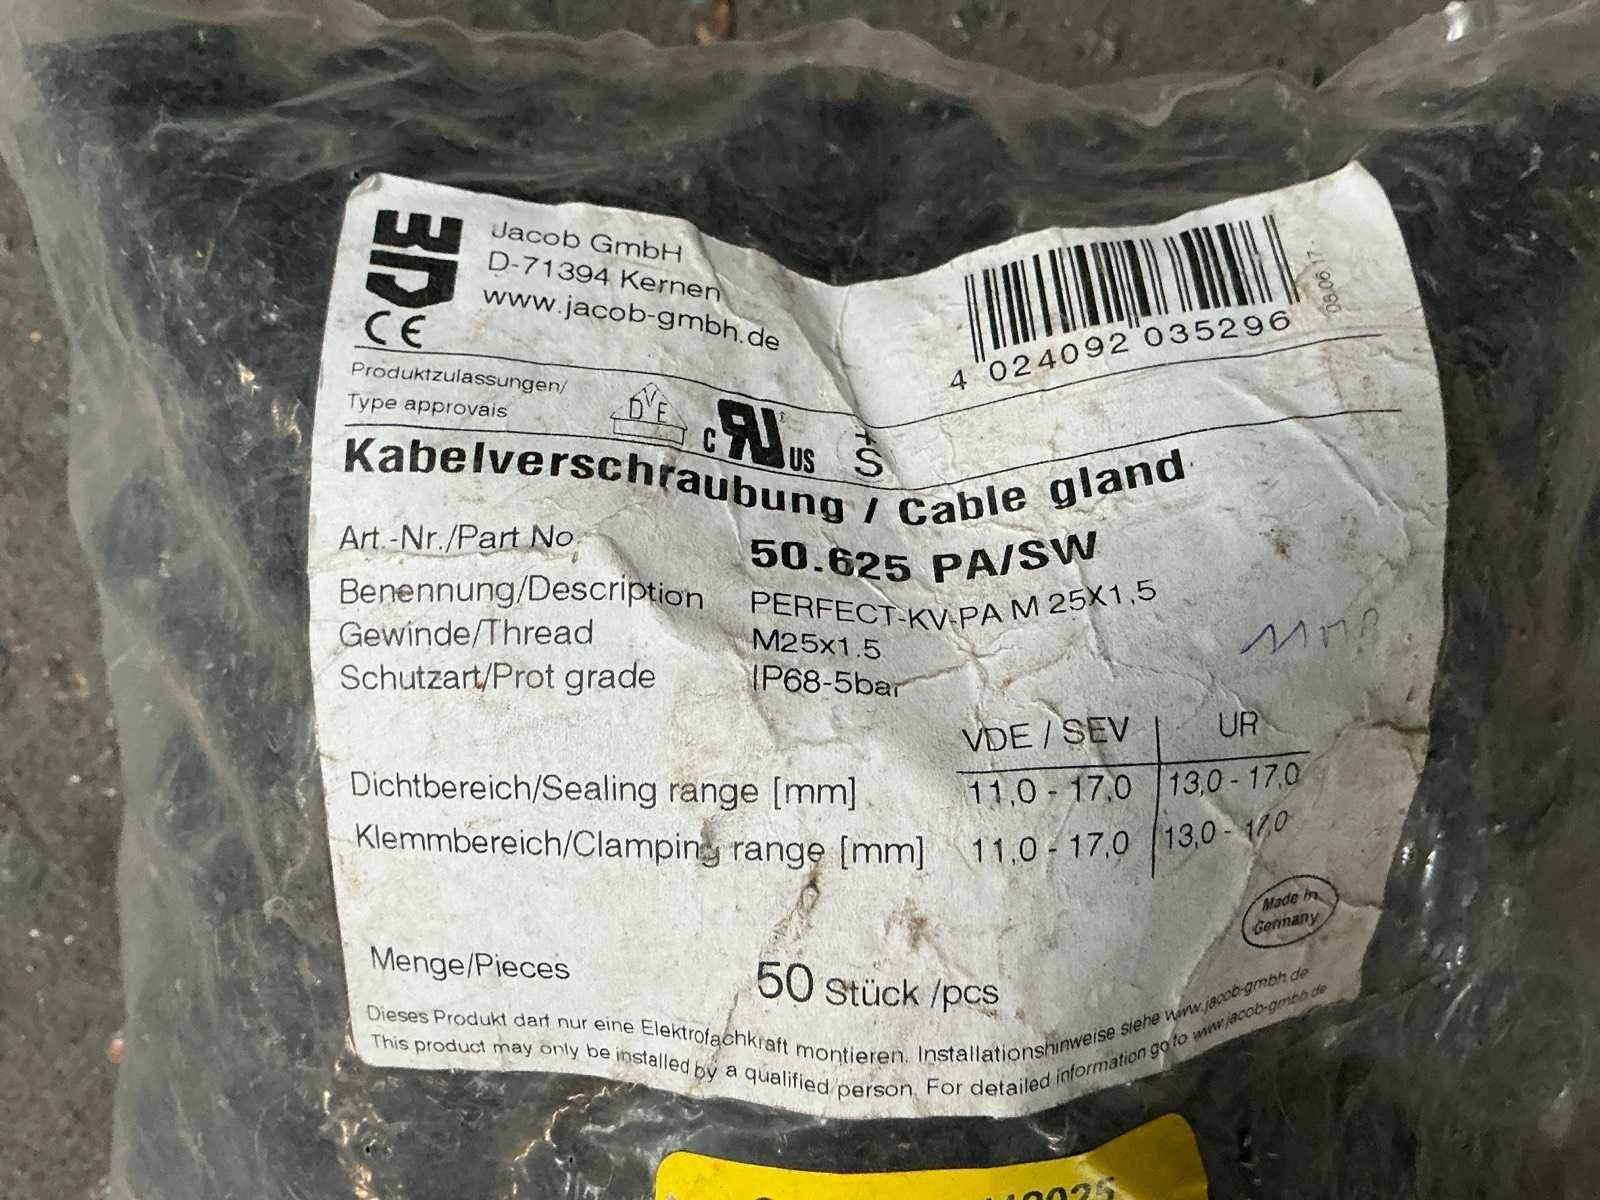 Jacob GmbH
D-71394 Kernen
www.jacob-gmbh.de
CE
4 024092 035296
08.06.17
Produktzulassungen/
Type approvals
DVE
C RU US
+S
Kabelverschraubung / Cable gland
Art.-Nr./Part No. 50.625 PA/SW
Benennung/Description PERFECT-KV-PA M 25X1,5
Gewinde/Thread M25x1.5
Schutzart/Prot grade IP68-5bar
VDE / SEV UR
Dichtbereich/Sealing range [mm] 11,0 - 17,0 13,0 - 17,0
Klemmbereich/Clamping range [mm] 11,0 - 17,0 13,0 - 17,0
Made in
Germany
Menge/Pieces 50 Stück /pcs
Dieses Produkt darf nur eine Elektrofachkraft montieren. Installationshinweise siehe www.jacob-gmbh.de
This product may only be installed by a qualified person. For detailed information go to www.jacob-gmbh.de